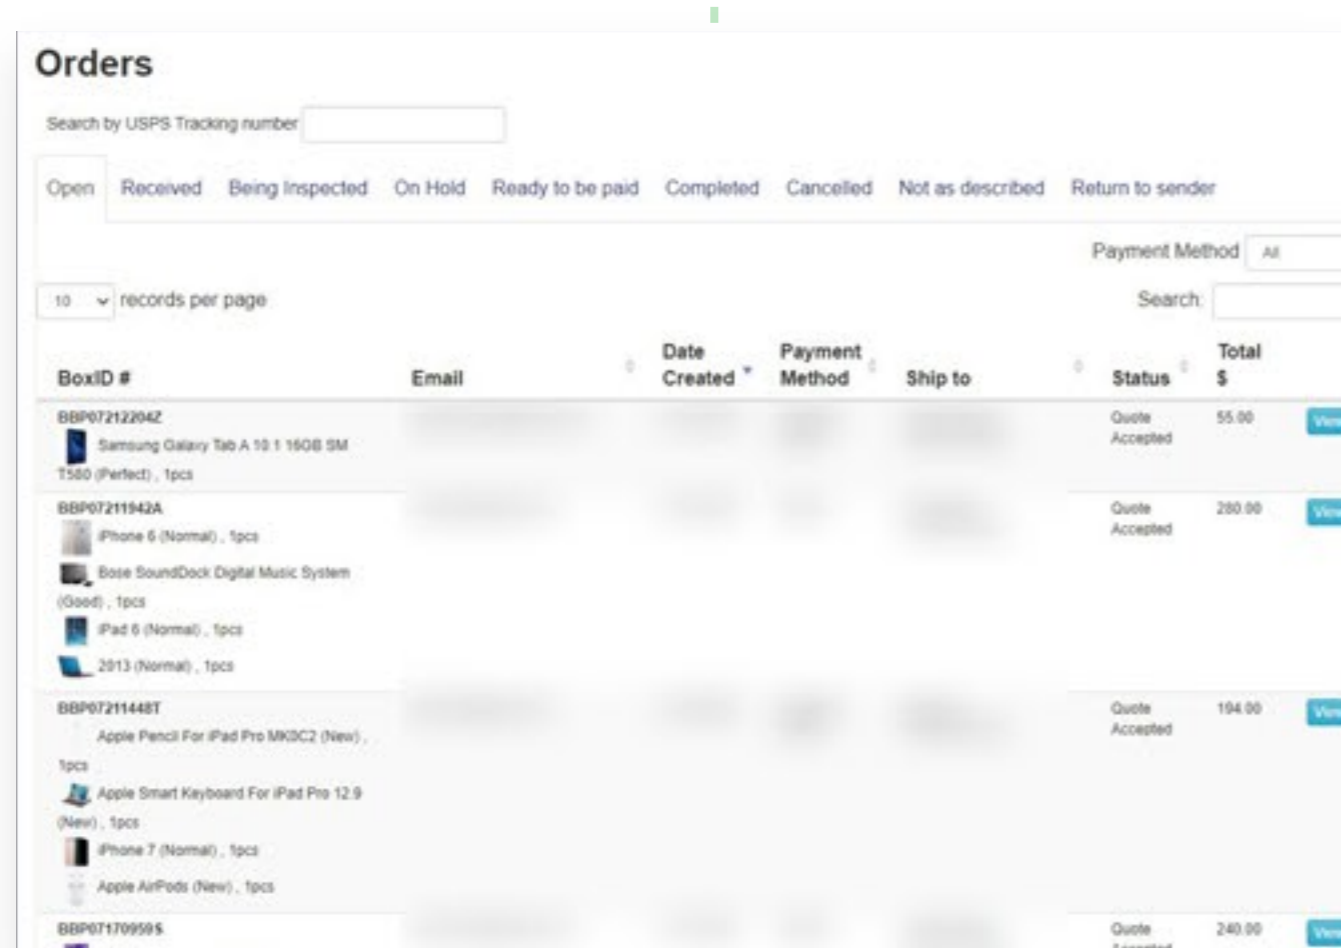 Orders
Search by USPS Tracking number
Open Received Being Inspected On Hold Ready to be paid Completed Cancelled Not as described Return to sender
Payment Method All
10 records per page
Search:
BoxID # Email Date Created Payment Method Ship to Status Total $
BBP07212204Z Quote Accepted 55.00 View
Samsung Galaxy Tab A 10.1 16GB SM
T580 (Perfect) , 1pcs
BBP07211942A Quote Accepted 280.00 View
iPhone 6 (Normal) , 1pcs
Bose SoundDock Digital Music System
(Good) , 1pcs
iPad 6 (Normal) , 1pcs
2013 (Normal) , 1pcs
BBP07211448T Quote Accepted 194.00 View
Apple Pencil For iPad Pro MK0C2 (New) ,
1pcs
Apple Smart Keyboard For iPad Pro 12.9
(New) , 1pcs
iPhone 7 (Normal) , 1pcs
Apple AirPods (New) , 1pcs
BBP07170959S Quote Accepted 240.00 View